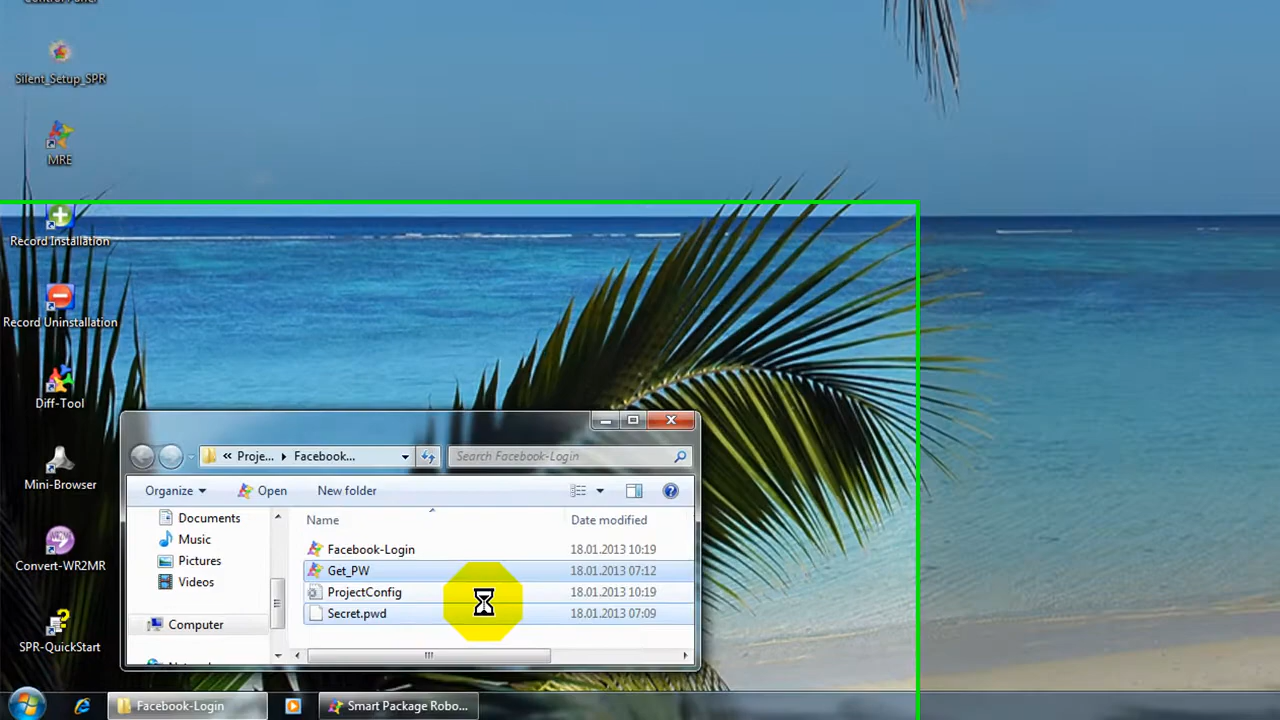 Control Panel
Silent_Setup_SPR
MRE
Record Installation
Record Uninstallation
Diff-Tool
Mini-Browser
Convert-WR2MR
SPR-QuickStart
« Proje... Facebook...
Search Facebook-Login
Organize Open New folder
Documents
Music
Pictures
Videos
Computer
Name Date modified
Facebook-Login 18.01.2013 10:19
Get_PW 18.01.2013 07:12
ProjectConfig 18.01.2013 10:19
Secret.pwd 18.01.2013 07:09
Facebook-Login
Smart Package Robo...